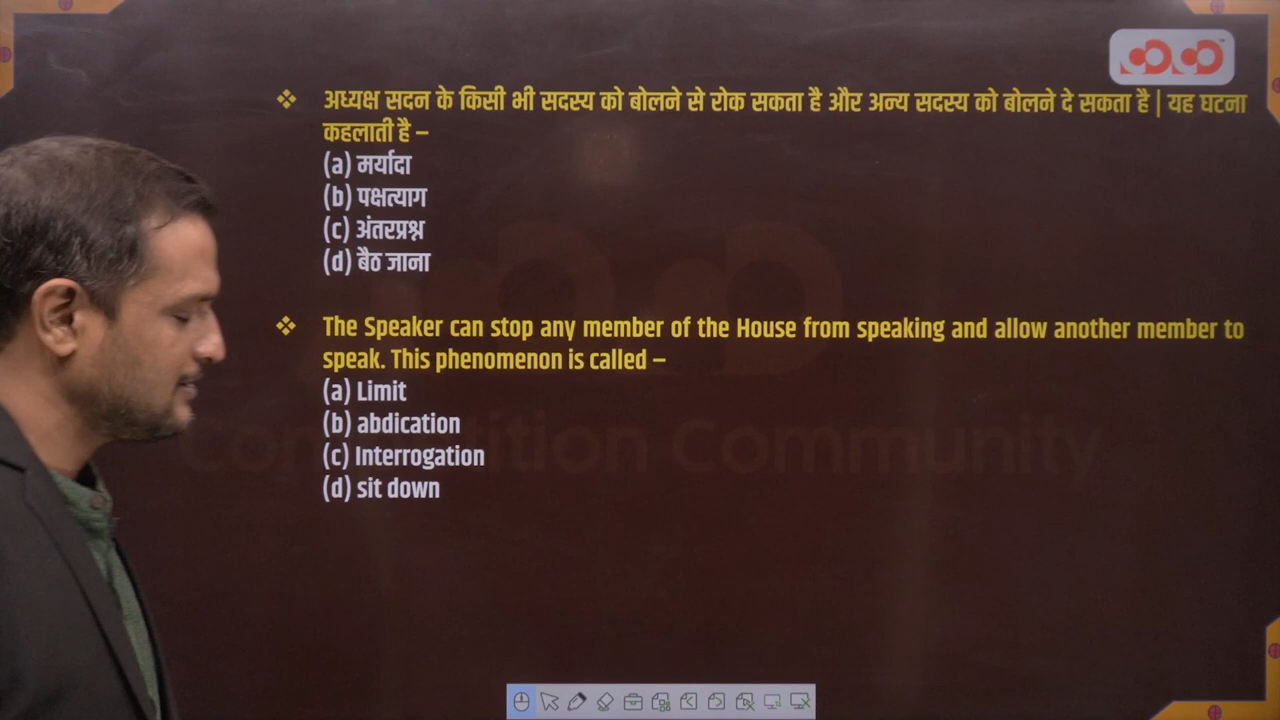 ❖ अध्यक्ष सदन के किसी भी सदस्य को बोलने से रोक सकता है और अन्य सदस्य को बोलने दे सकता है | यह घटना
कहलाती है –
(a) मर्यादा
(b) पक्षत्याग
(c) अंतरप्रश्न
(d) बैठ जाना
❖ The Speaker can stop any member of the House from speaking and allow another member to
speak. This phenomenon is called –
(a) Limit
(b) abdication
(c) Interrogation
(d) sit down
Competition Community